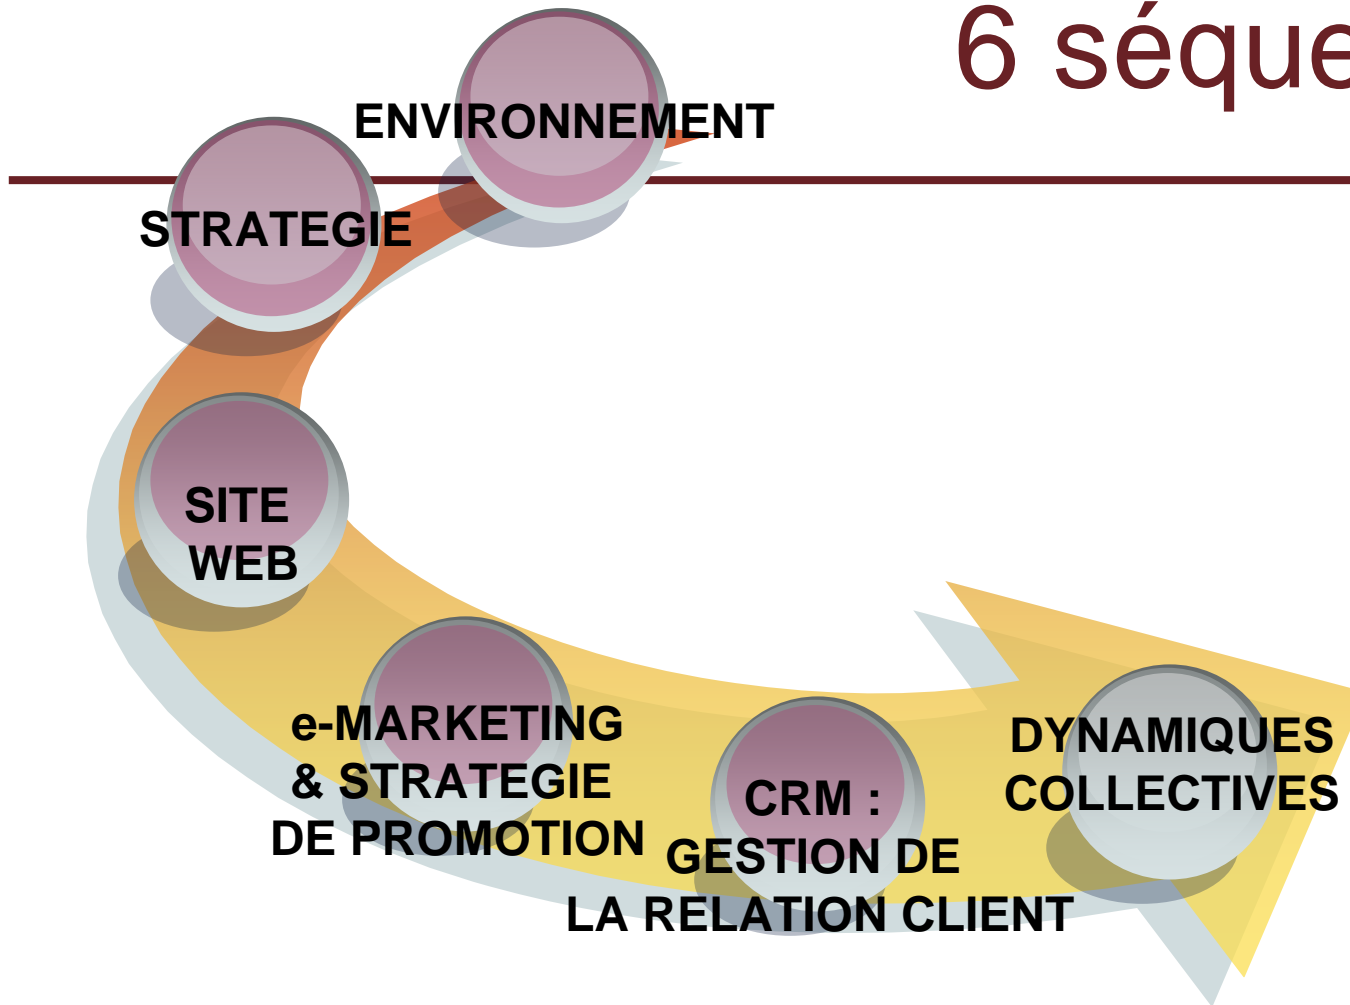 6 séque
ENVIRONNEMENT
STRATEGIE
SITE
WEB
e-MARKETING
& STRATEGIE
DE PROMOTION
CRM :
GESTION DE
LA RELATION CLIENT
DYNAMIQUES
COLLECTIVES